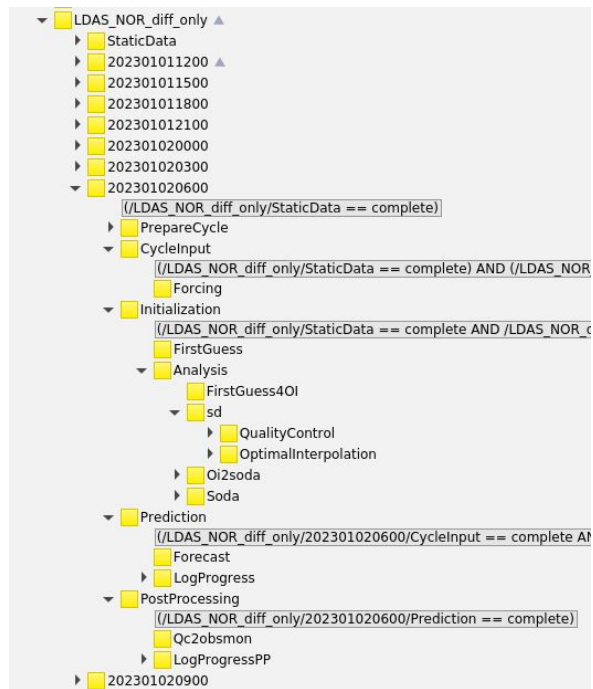 LDAS_NOR_diff_only
StaticData
202301011200
202301011500
202301011800
202301012100
202301020000
202301020300
202301020600
(/LDAS_NOR_diff_only/StaticData == complete)
PrepareCycle
CycleInput
(/LDAS_NOR_diff_only/StaticData == complete) AND (/LDAS_NOR
Forcing
Initialization
(/LDAS_NOR_diff_only/StaticData == complete AND /LDAS_NOR_d
FirstGuess
Analysis
FirstGuess4OI
sd
QualityControl
OptimalInterpolation
Oi2soda
Soda
Prediction
(/LDAS_NOR_diff_only/202301020600/CycleInput == complete AN
Forecast
LogProgress
PostProcessing
(/LDAS_NOR_diff_only/202301020600/Prediction == complete)
Qc2obsmon
LogProgressPP
202301020900